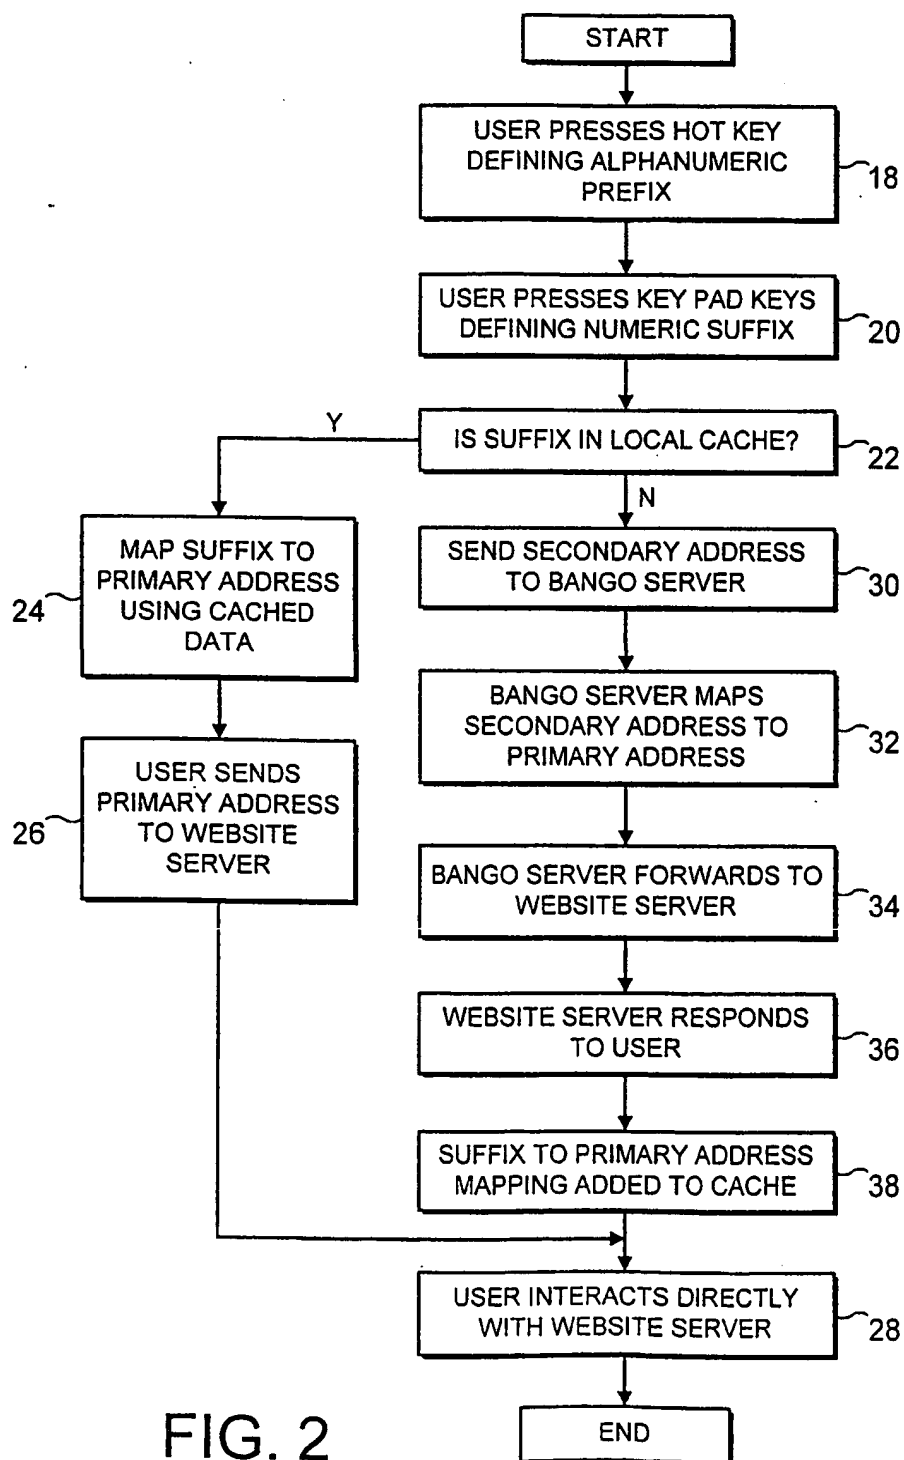 START
USER PRESSES HOT KEY
DEFINING ALPHANUMERIC
PREFIX
18
USER PRESSES KEY PAD KEYS
DEFINING NUMERIC SUFFIX
20
IS SUFFIX IN LOCAL CACHE?
22
Y
N
MAP SUFFIX TO
PRIMARY ADDRESS
USING CACHED
DATA
24
SEND SECONDARY ADDRESS
TO BANGO SERVER
30
BANGO SERVER MAPS
SECONDARY ADDRESS TO
PRIMARY ADDRESS
32
USER SENDS
PRIMARY ADDRESS
TO WEBSITE
SERVER
26
BANGO SERVER FORWARDS TO
WEBSITE SERVER
34
WEBSITE SERVER RESPONDS
TO USER
36
SUFFIX TO PRIMARY ADDRESS
MAPPING ADDED TO CACHE
38
USER INTERACTS DIRECTLY
WITH WEBSITE SERVER
28
END
FIG. 2